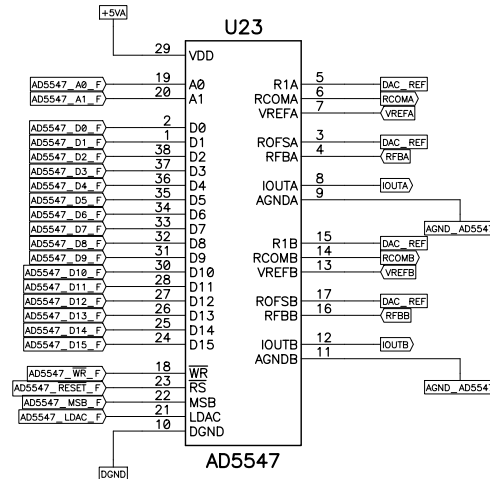 +5VA
U23
29 VDD
AD5547_A0_F 19 A0 R1A 5 DAC_REF
AD5547_A1_F 20 A1 RCOMA 6 RCOMA
VREFA 7 VREFA
AD5547_D0_F 2 D0
AD5547_D1_F 1 D1 ROFSA 3 DAC_REF
AD5547_D2_F 38 D2 RFBA 4 RFBA
AD5547_D3_F 37 D3
AD5547_D4_F 36 D4 IOUTA 8 IOUTA
AD5547_D5_F 35 D5 AGNDA 9
AD5547_D6_F 34 D6
AD5547_D7_F 33 D7 AGND_AD5547
AD5547_D8_F 32 D8 R1B 15 DAC_REF
AD5547_D9_F 31 D9 RCOMB 14 RCOMB
AD5547_D10_F 30 D10 VREFB 13 VREFB
AD5547_D11_F 28 D11
AD5547_D12_F 27 D12 ROFSB 17 DAC_REF
AD5547_D13_F 26 D13 RFBB 16 RFBB
AD5547_D14_F 25 D14
AD5547_D15_F 24 D15 IOUTB 12 IOUTB
AGNDB 11
AD5547_WR_F 18 WR
AD5547_RESET_F 23 RS AGND_AD5547
AD5547_MSB_F 22 MSB
AD5547_LDAC_F 21 LDAC
10 DGND
AD5547
DGND